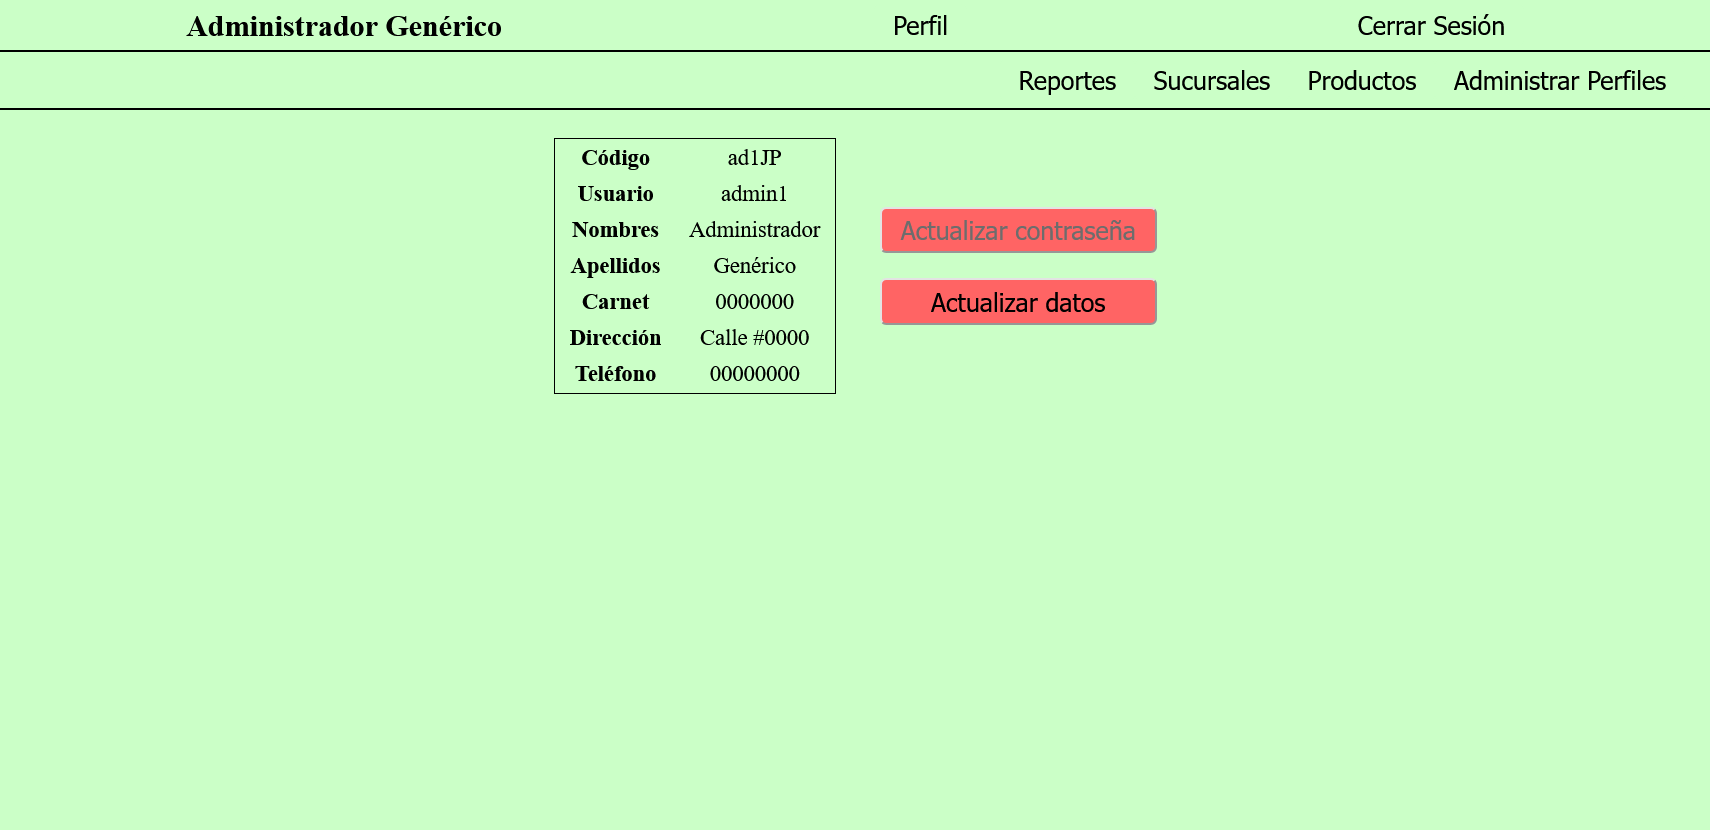 Administrador Genérico Perfil Cerrar Sesión
Reportes Sucursales Productos Administrar Perfiles
Código ad1JP
Usuario admin1
Nombres Administrador
Apellidos Genérico
Carnet 0000000
Dirección Calle #0000
Teléfono 00000000
Actualizar contraseña
Actualizar datos